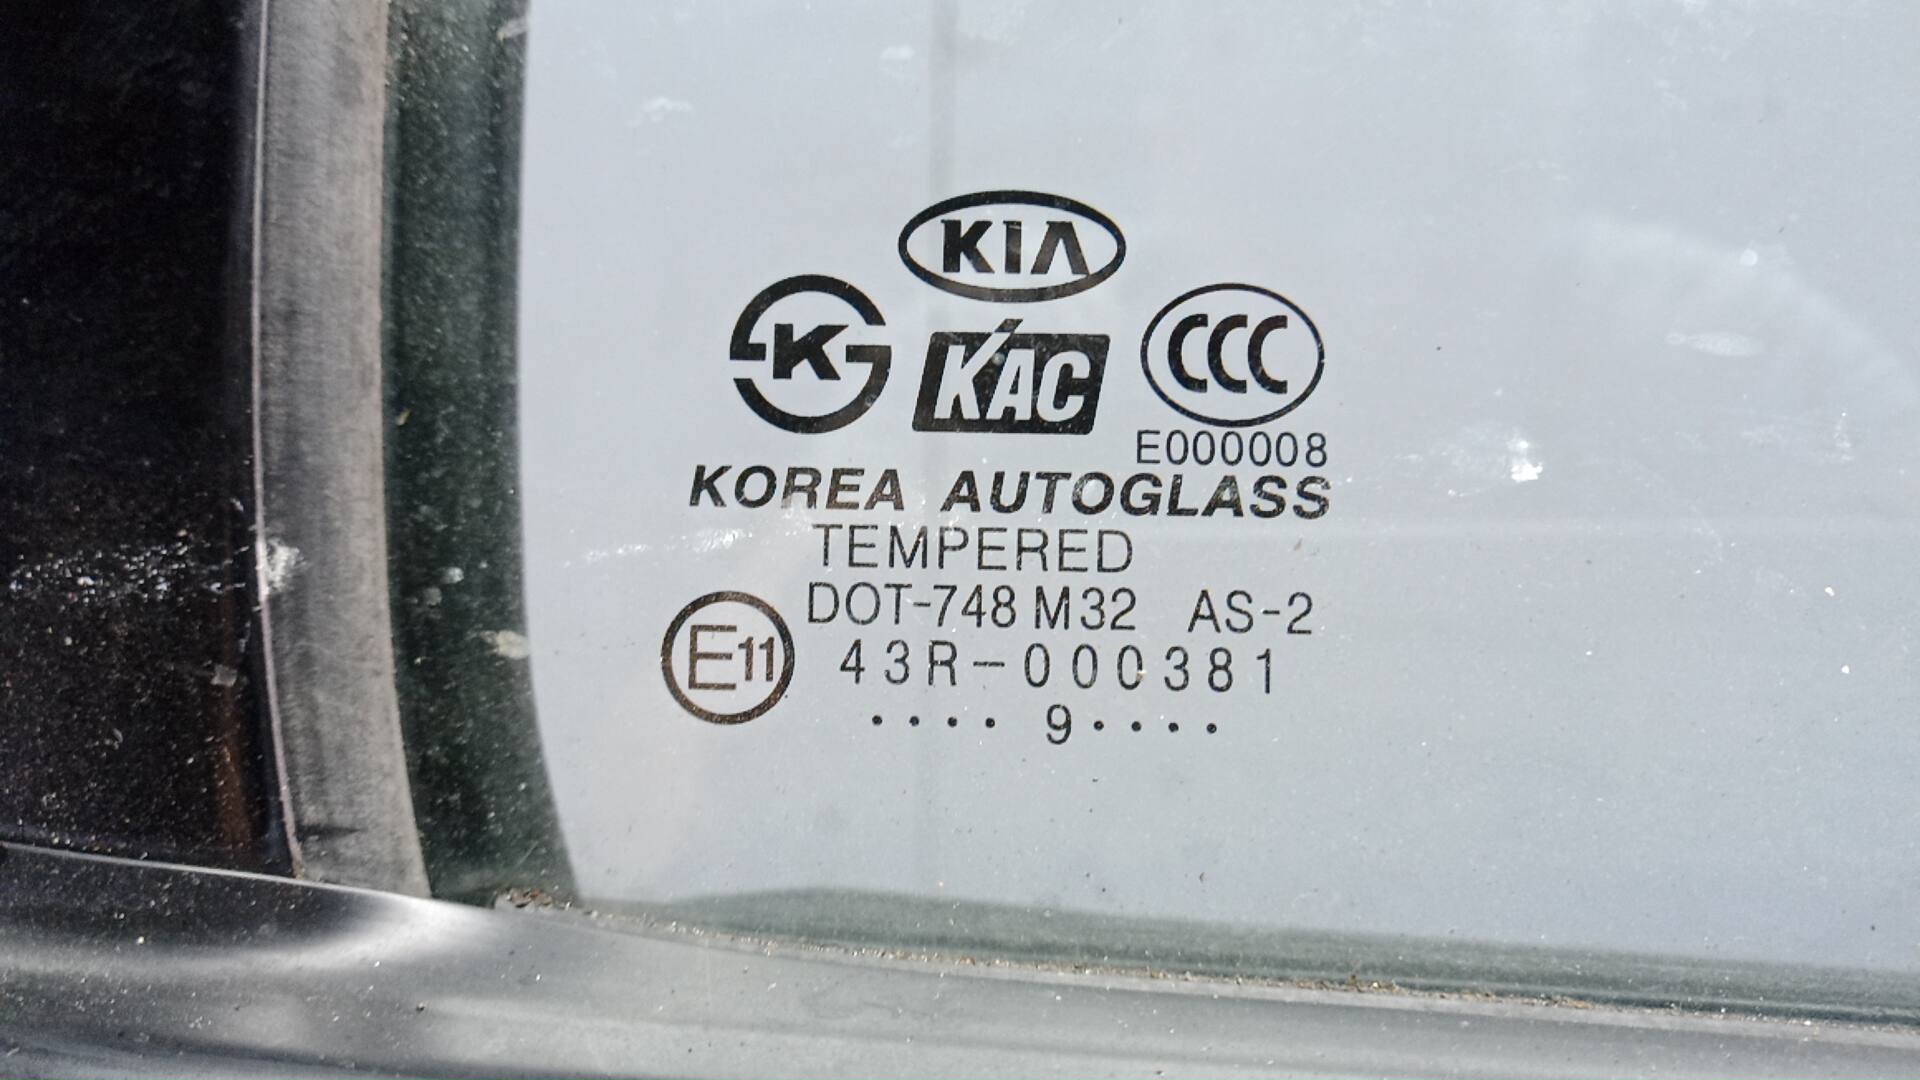 KIA
K
KAC
CCC
E000008
KOREA AUTOGLASS
TEMPERED
DOT-748 M32 AS-2
E11
43R-000381
.... 9 ....